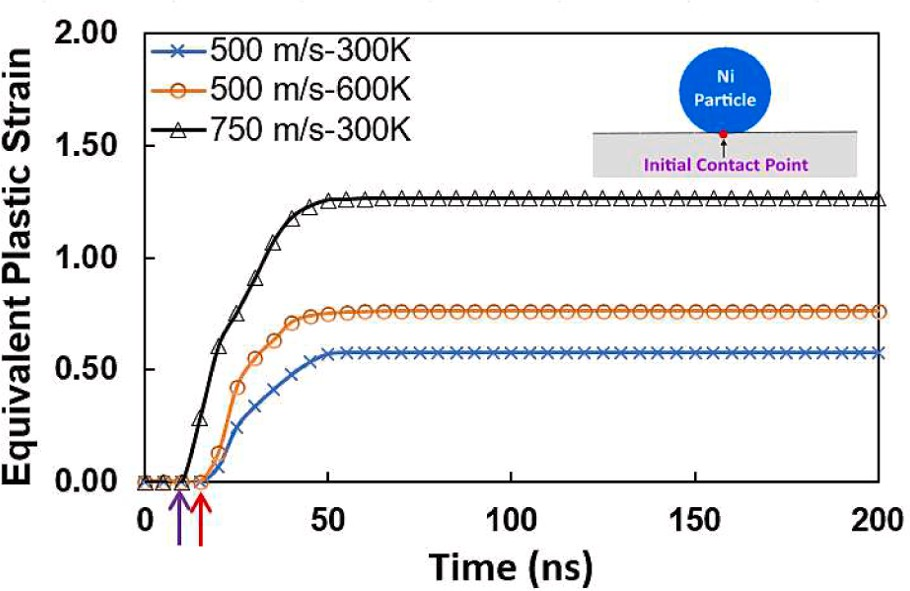 2.00
1.50
1.00
0.50
0.00
Equivalent Plastic Strain
500 m/s-300K
500 m/s-600K
750 m/s-300K
Ni
Particle
Initial Contact Point
0 50 100 150 200
Time (ns)